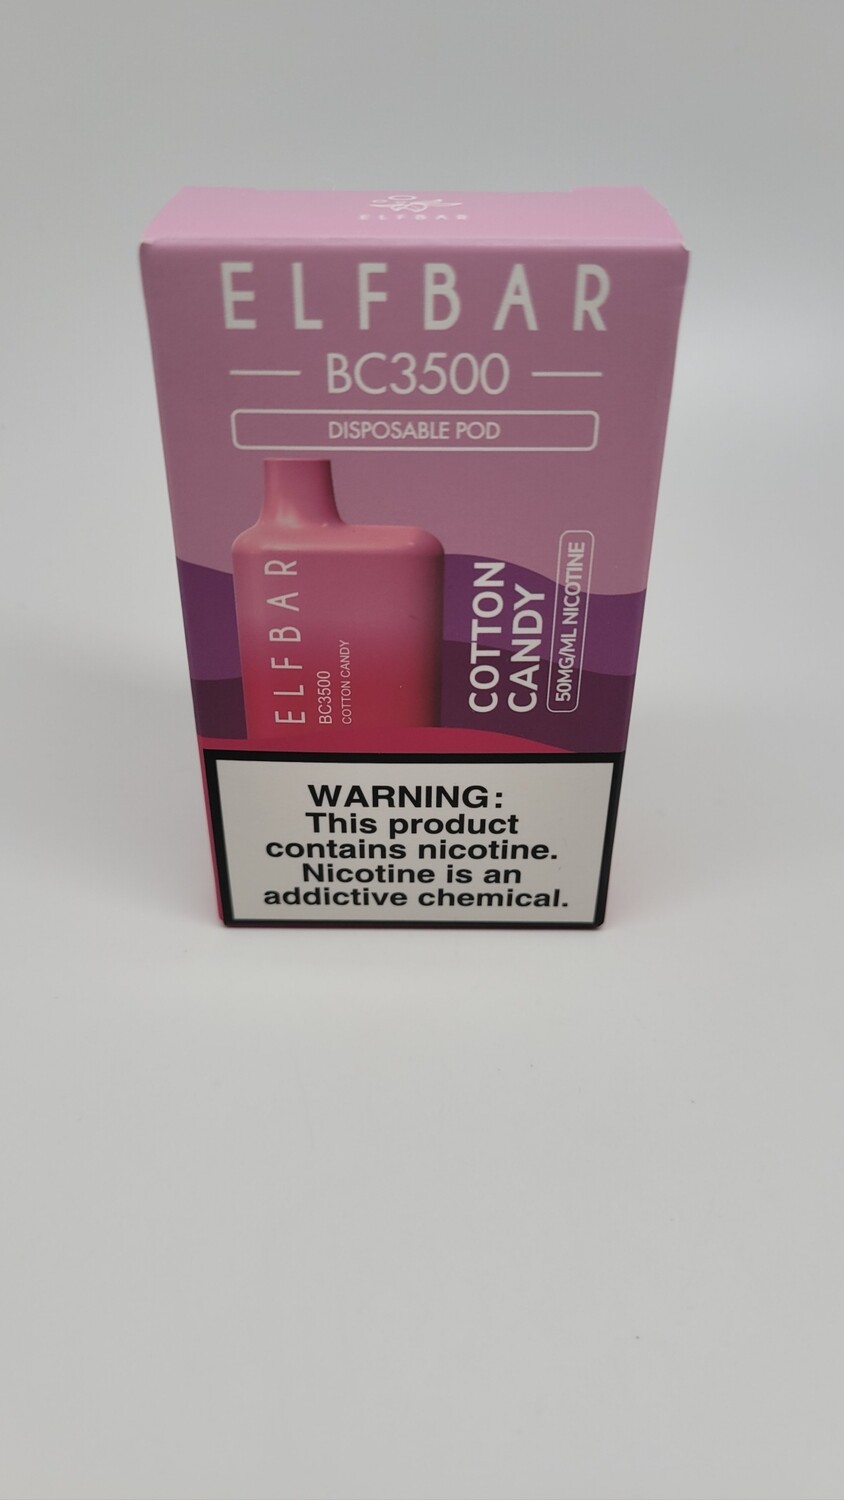 ELFBAR
ELFBAR
BC3500
DISPOSABLE POD
ELFBAR
BC3500
COTTON CANDY
COTTON
CANDY
50MG/ML NICOTINE
WARNING:
This product
contains nicotine.
Nicotine is an
addictive chemical.